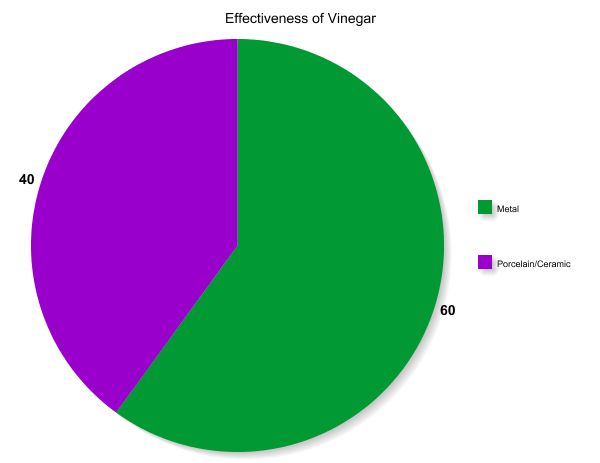 Effectiveness of Vinegar
40
Metal
Porcelain/Ceramic
60